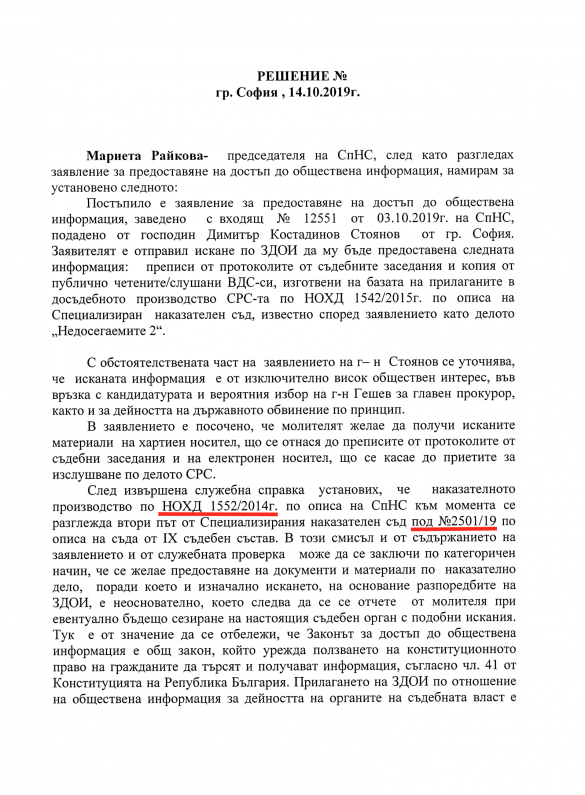 РЕШЕНИЕ №
гр. София , 14.10.2019г.
Мариета Райкова- председателя на СпНС, след като разгледах
заявление за предоставяне на достъп до обществена информация, намирам за
установено следното:
Постъпило е заявление за предоставяне на достъп до обществена
информация, заведено с входящ № 12551 от 03.10.2019г. на СпНС,
подадено от господин Димитър Костадинов Стоянов от гр. София.
Заявителят е отправил искане по ЗДОИ да му бъде предоставена следната
информация: преписи от протоколите от съдебните заседания и копия от
публично четените/слушани ВДС-си, изготвени на базата на прилаганите в
досъдебното производство СРС-та по НОХД 1542/2015г. по описа на
Специализиран наказателен съд, известно според заявлението като делото
„Недосегаемите 2“.
С обстоятелствената част на заявлението на г– н Стоянов се уточнява,
че исканата информация е от изключително висок обществен интерес, във
връзка с кандидатурата и вероятния избор на г-н Гешев за главен прокурор,
както и за дейността на държавното обвинение по принцип.
В заявлението е посочено, че молителят желае да получи исканите
материали на хартиен носител, що се отнася до преписите от протоколите от
съдебни заседания и на електронен носител, що се касае до приетите за
изслушване по делото СРС.
След извършена служебна справка установих, че наказателното
производство по НОХД 1552/2014г. по описа на СпНС към момента се
разглежда втори път от Специализирания наказателен съд под №2501/19 по
описа на съда от IX съдебен състав. В този смисъл и от съдържанието на
заявлението и от служебната проверка може да се заключи по категоричен
начин, че се желае предоставяне на документи и материали по наказателно
дело, поради което и изначално искането, на основание разпоредбите на
ЗДОИ, е неоснователно, което следва да се се отчете от молителя при
евентуално бъдещо сезиране на настоящия съдебен орган с подобни искания.
Тук е от значение да се отбележи, че Законът за достъп до обществена
информация е общ закон, който урежда ползването на конституционното
право на гражданите да търсят и получават информация, съгласно чл. 41 от
Конституцията на Република България. Прилагането на ЗДОИ по отношение
на обществена информация за дейността на органите на съдебната власт е